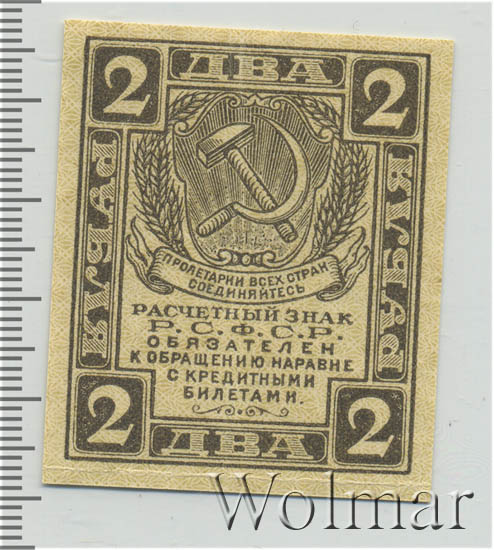 2 ДВА 2
РУБЛЯ
РУБЛЯ
ПРОЛЕТАРИИ ВСЕХ СТРАН
СОЕДИНЯЙТЕСЬ
РАСЧЕТНЫЙ ЗНАК
Р.С.Ф.С.Р.
ОБЯЗАТЕЛЕН
К ОБРАЩЕНИЮ НАРАВНЕ
С КРЕДИТНЫМИ
БИЛЕТАМИ.
2 ДВА 2
Wolmar